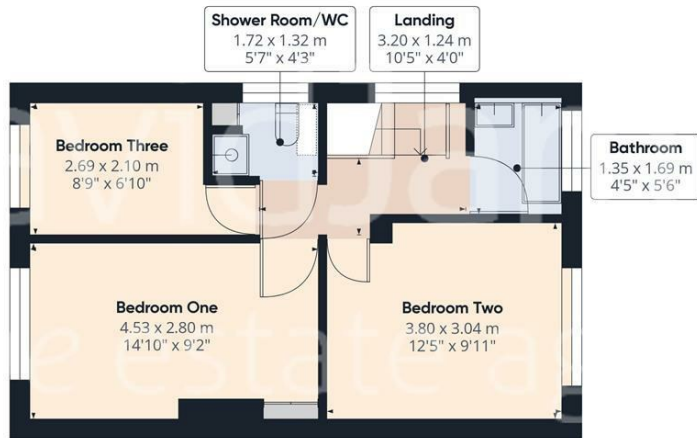 Shower Room/WC
1.72 x 1.32 m
5'7" x 4'3"
Landing
3.20 x 1.24 m
10'5" x 4'0"
Bedroom Three
2.69 x 2.10 m
8'9" x 6'10"
Bathroom
1.35 x 1.69 m
4'5" x 5'6"
Bedroom One
4.53 x 2.80 m
14'10" x 9'2"
Bedroom Two
3.80 x 3.04 m
12'5" x 9'11"
estate